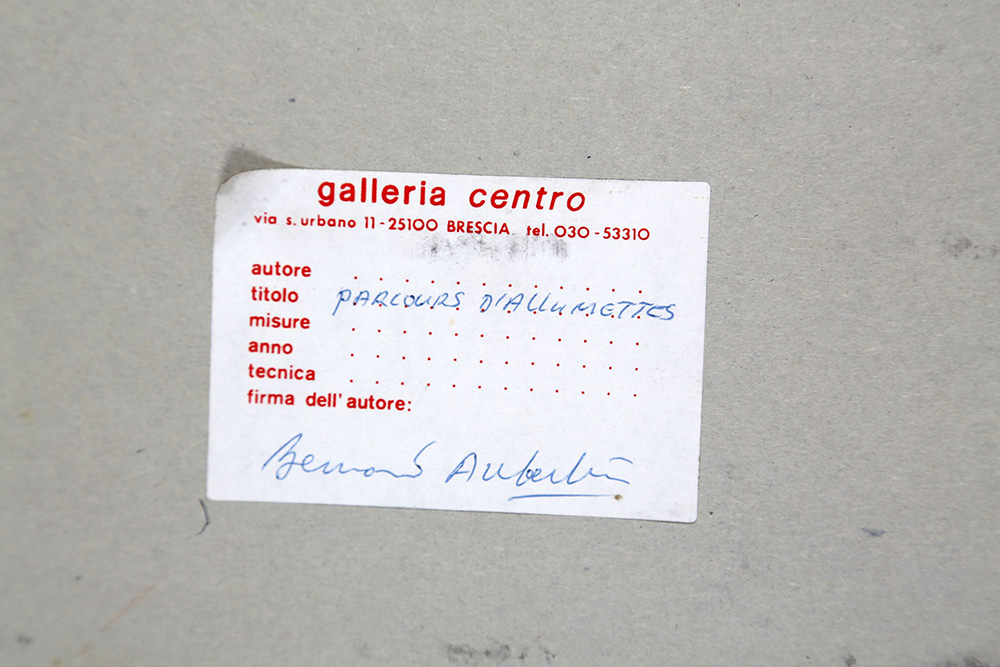 galleria centro
via s. urbano 11 - 25100 BRESCIA tel. 030 - 53310
autore . . . . . . . . . . . .
titolo PARCOURS D'ALLUMETTES
misure . . . . . . . . . . . .
anno . . . . . . . . . . . .
tecnica . . . . . . . . . . . .
firma dell'autore:
Bernard Aubertin